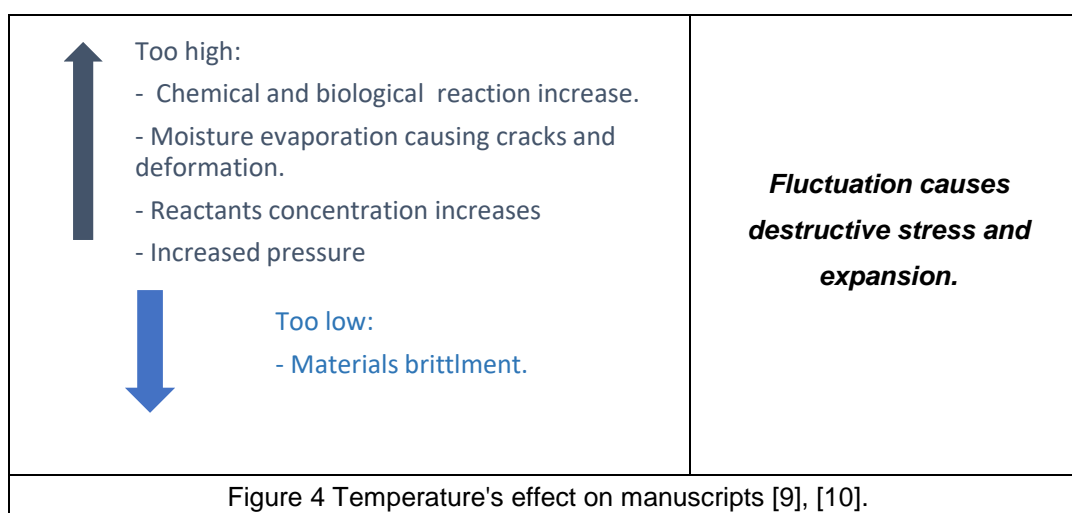 Too high:
- Chemical and biological reaction increase.
- Moisture evaporation causing cracks and
deformation.
- Reactants concentration increases
- Increased pressure
Too low:
- Materials brittlment.
Fluctuation causes
destructive stress and
expansion.
Figure 4 Temperature's effect on manuscripts [9], [10].